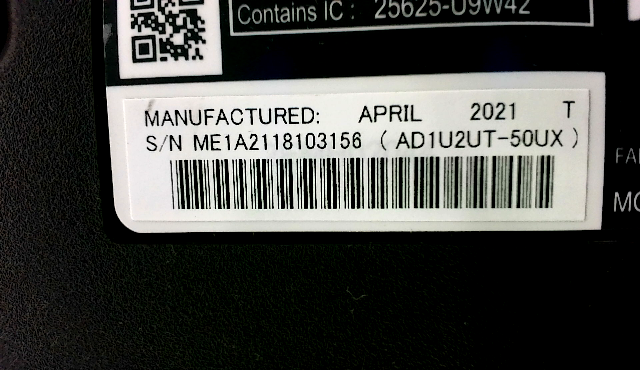 Contains IC : 25625-U9W42
MANUFACTURED: APRIL 2021 T
S/N ME1A2118103156 ( AD1U2UT-50UX )